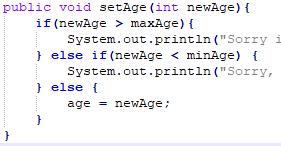 public void setAge(int newAge){
if(newAge > maxAge){
System.out.println("Sorry i
} else if(newAge < minAge) {
System.out.println("Sorry,
} else {
age = newAge;
}
}